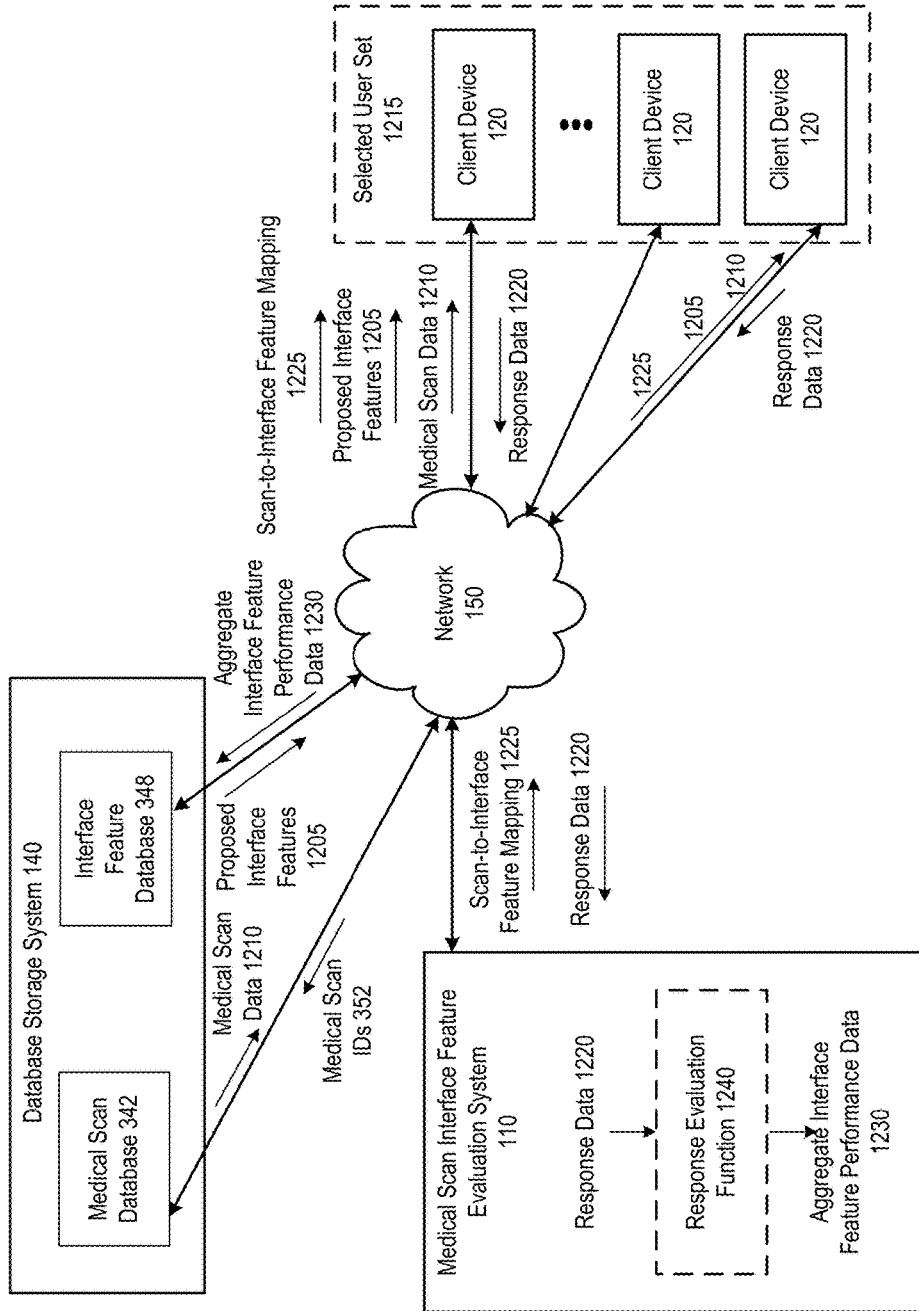 Database Storage System 140
Medical Scan
Database 342
Interface
Feature
Database 348
Medical Scan
Data 1210
Medical Scan
IDs 352
Proposed
Interface
Features
1205
Aggregate
Interface Feature
Performance
Data 1230
Network
150
Scan-to-Interface Feature Mapping
1225
Proposed Interface
Features 1205
Medical Scan Data 1210
Response Data 1220
Selected User Set
1215
Client Device
120
Client Device
120
Client Device
120
1225
1205
1210
Response
Data 1220
Scan-to-Interface
Feature Mapping 1225
Response Data 1220
Medical Scan Interface Feature
Evaluation System
110
Response Data 1220
Response Evaluation
Function 1240
Aggregate Interface
Feature Performance Data
1230